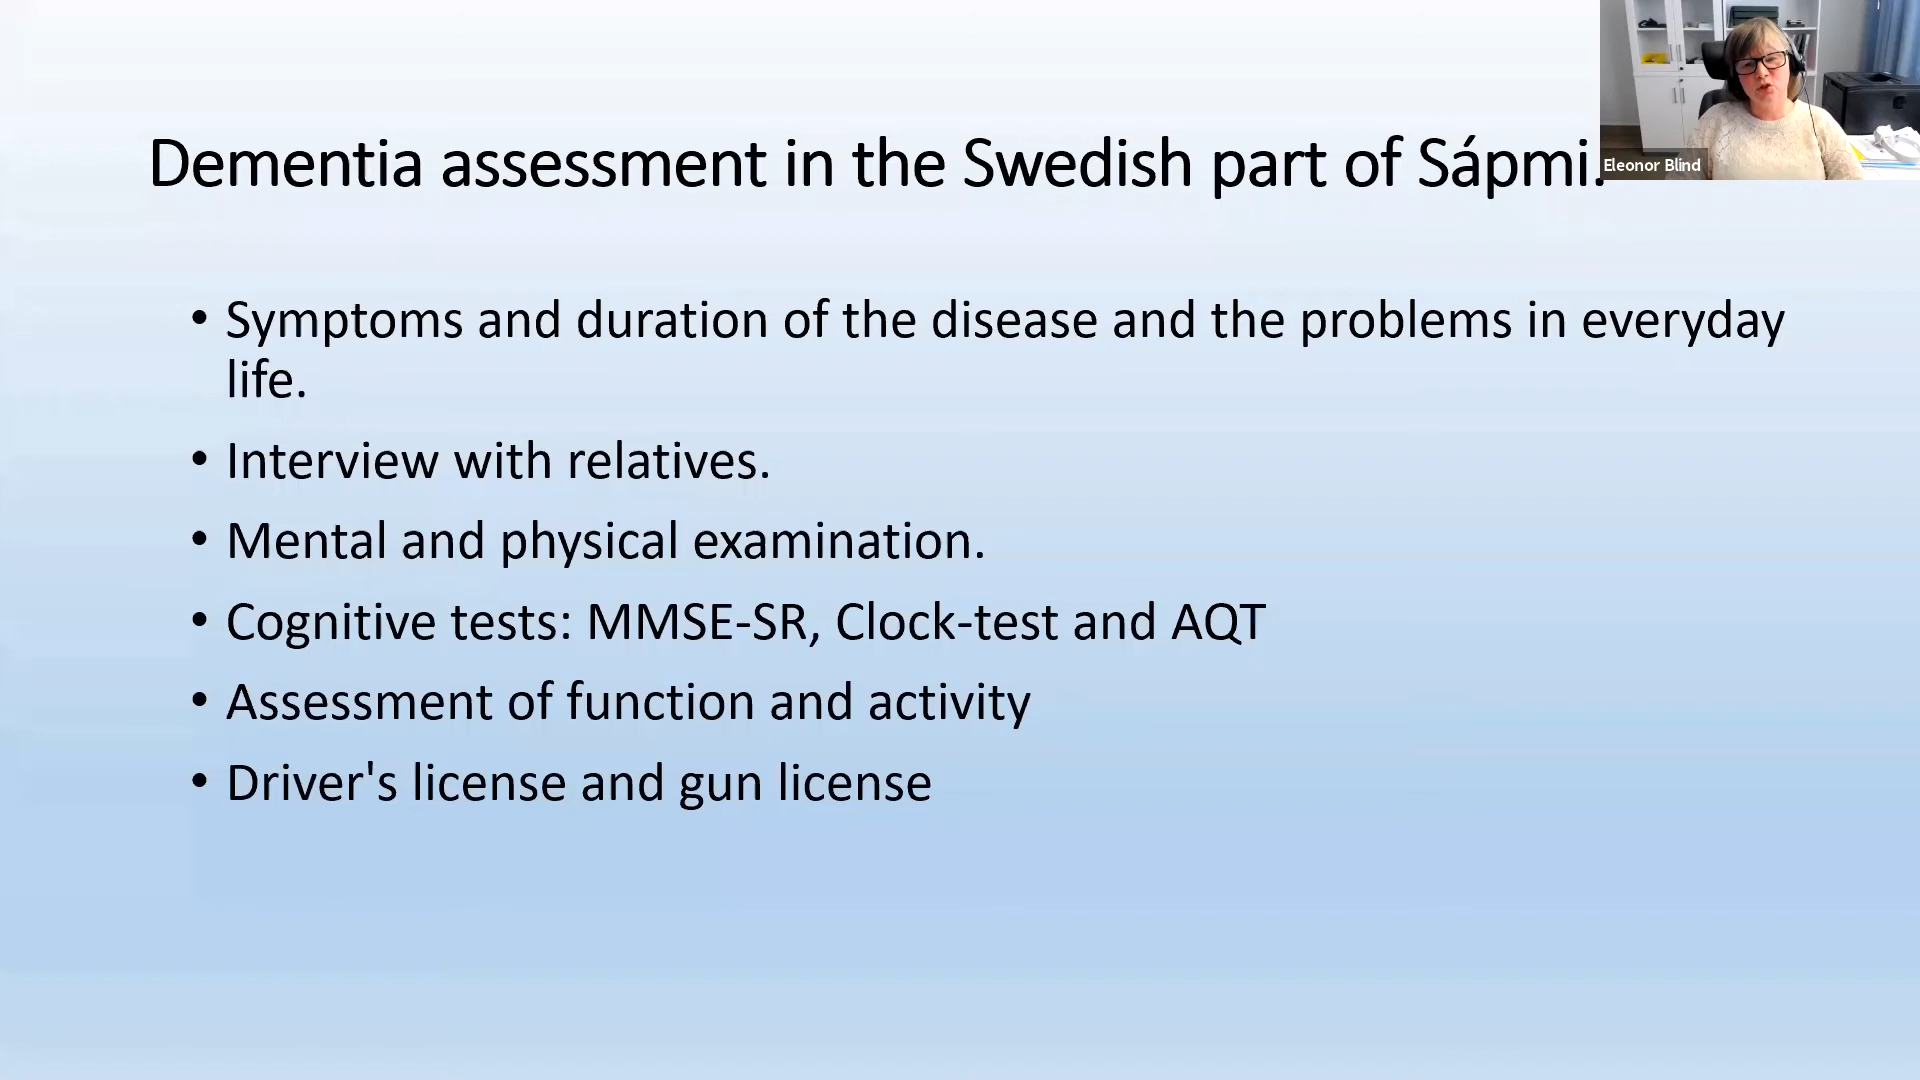 Dementia assessment in the Swedish part of Sápmi.
Eleonor Blind
• Symptoms and duration of the disease and the problems in everyday
life.
• Interview with relatives.
• Mental and physical examination.
• Cognitive tests: MMSE-SR, Clock-test and AQT
• Assessment of function and activity
• Driver's license and gun license